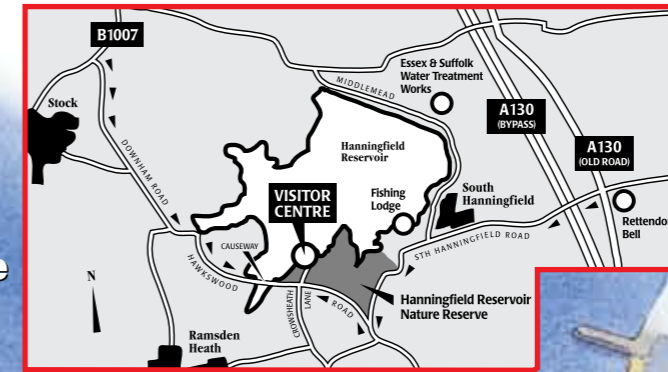 B1007
Stock
DOWNHAM ROAD
MIDDLEMEAD
Essex & Suffolk
Water Treatment
Works
A130
(BYPASS)
A130
(OLD ROAD)
Hanningfield
Reservoir
VISITOR
CENTRE
Fishing
Lodge
South
Hanningfield
Bell
STH HANNINGFIELD ROAD
CAUSEWAY
HAWKSWOOD
ROAD
CROWSHEATH
LANE
Hanningfield Reservoir
Nature Reserve
N
Ramsden
Heath